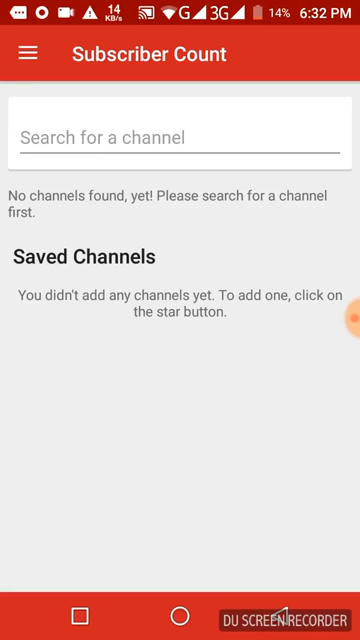 14 KB/s G 3G 14% 6:32 PM
Subscriber Count
Search for a channel
No channels found, yet! Please search for a channel
first.
Saved Channels
You didn't add any channels yet. To add one, click on
the star button.
DU SCREEN RECORDER